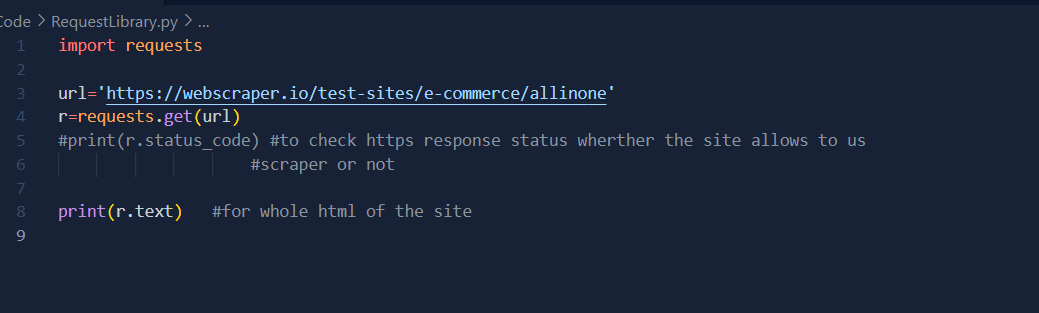 Code > RequestLibrary.py > ...
1 import requests
2
3 url='https://webscraper.io/test-sites/e-commerce/allinone'
4 r=requests.get(url)
5 #print(r.status_code) #to check https response status wherther the site allows to us
6 #scraper or not
7
8 print(r.text) #for whole html of the site
9